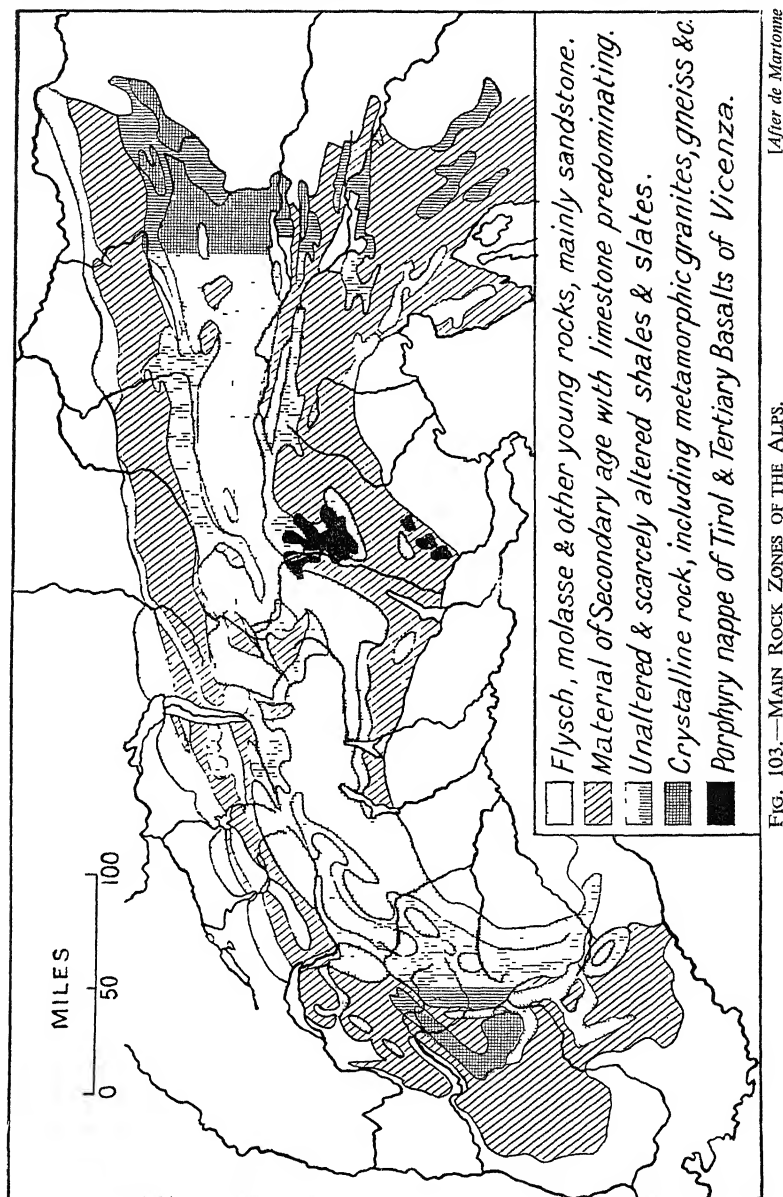 MILES
0 50 100
Flysch, molasse & other young rocks, mainly sandstone.
Material of Secondary age with limestone predominating.
Unaltered & scarcely altered shales & slates.
Crystalline rock, including metamorphic granites, gneiss &c.
Porphyry nappe of Tirol & Tertiary Basalts of Vicenza.
[After de Martonne
FIG. 103.—MAIN ROCK ZONES OF THE ALPS.